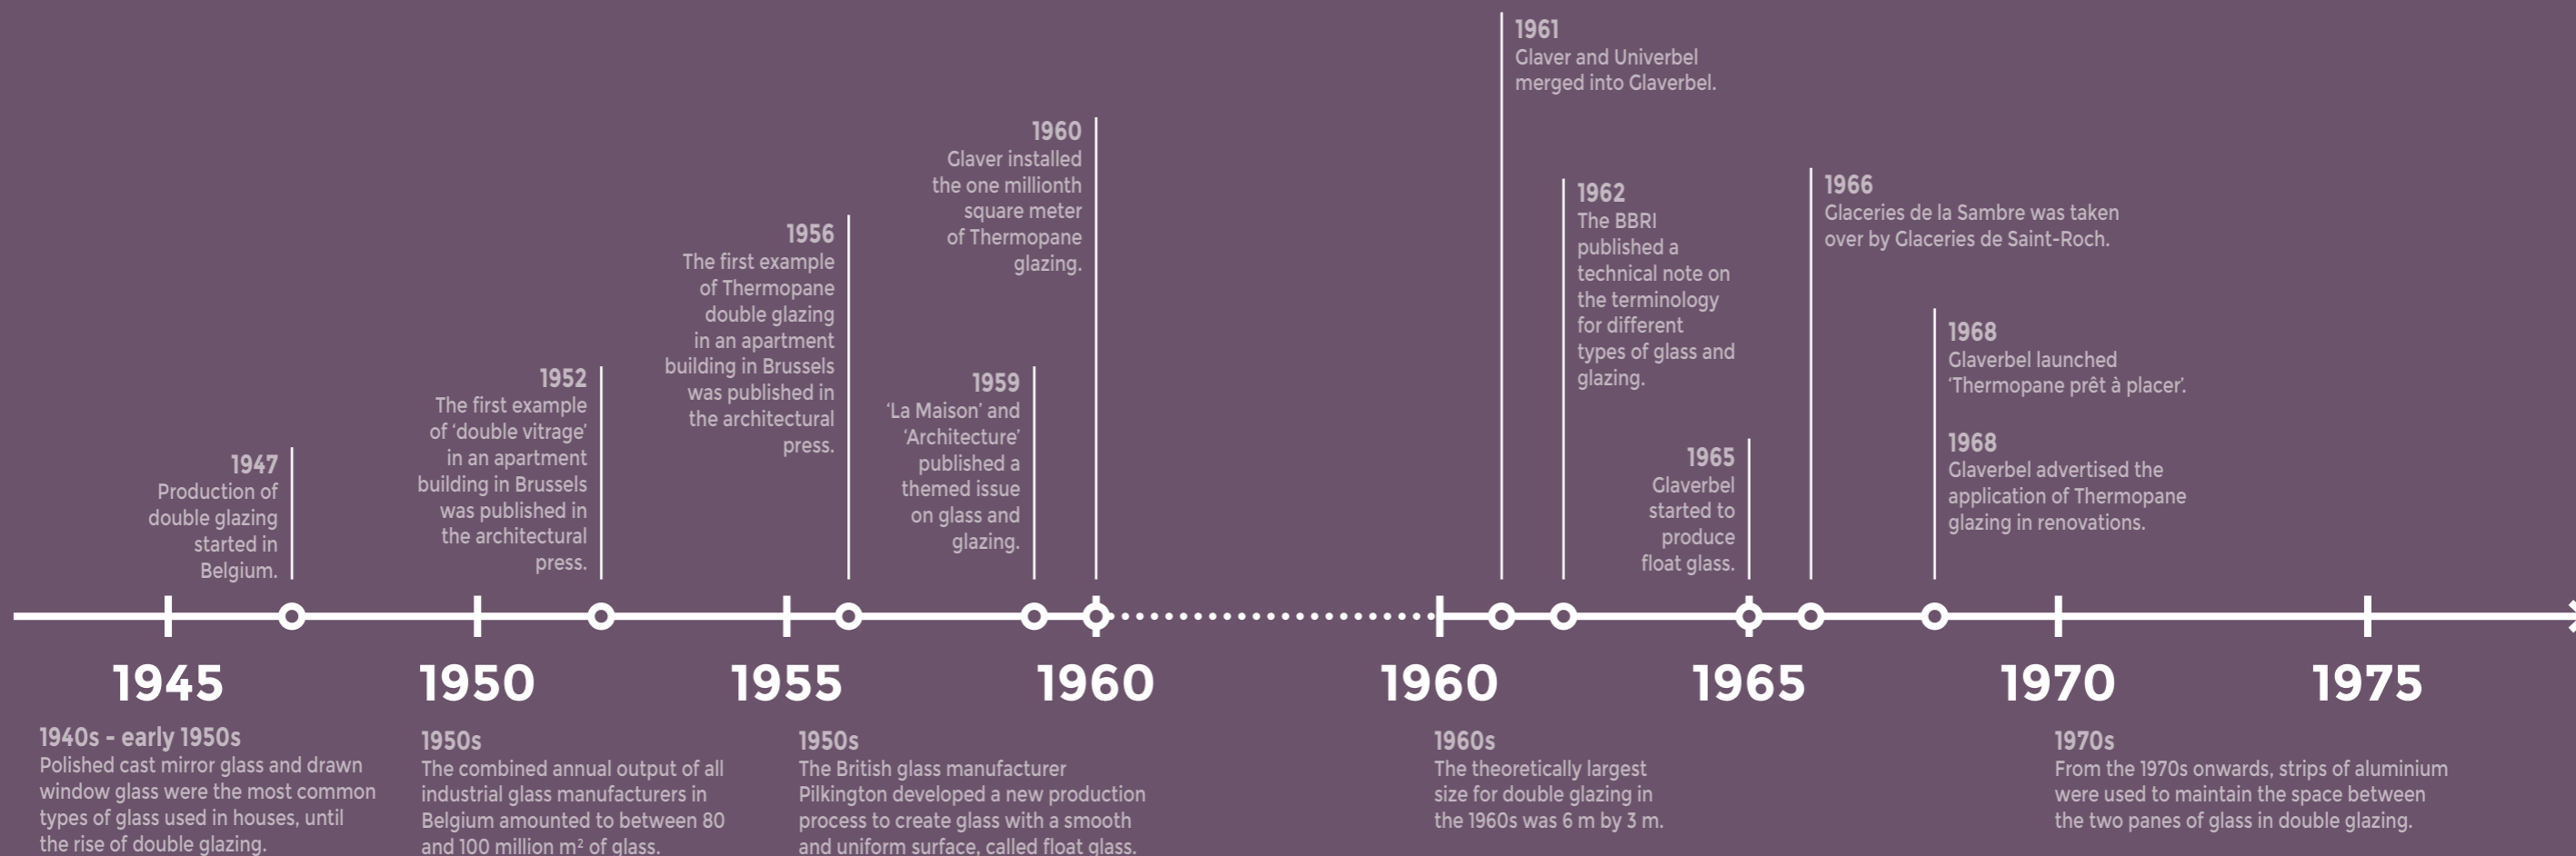 1947
Production of
double glazing
started in
Belgium.
1952
The first example
of ‘double vitrage’
in an apartment
building in Brussels
was published in
the architectural
press.
1956
The first example
of Thermopane
double glazing
in an apartment
building in Brussels
was published in
the architectural
press.
1959
‘La Maison’ and
‘Architecture’
published a
themed issue
on glass and
glazing.
1960
Glaver installed
the one millionth
square meter
of Thermopane
glazing.
1961
Glaver and Univerbel
merged into Glaverbel.
1962
The BBRI
published a
technical note on
the terminology
for different
types of glass and
glazing.
1965
Glaverbel
started to
produce
float glass.
1966
Glaceries de la Sambre was taken
over by Glaceries de Saint-Roch.
1968
Glaverbel launched
‘Thermopane prêt à placer’.
1968
Glaverbel advertised the
application of Thermopane
glazing in renovations.
1945
1950
1955
1960
1960
1965
1970
1975
1940s - early 1950s
Polished cast mirror glass and drawn
window glass were the most common
types of glass used in houses, until
the rise of double glazing.
1950s
The combined annual output of all
industrial glass manufacturers in
Belgium amounted to between 80
and 100 million m² of glass.
1950s
The British glass manufacturer
Pilkington developed a new production
process to create glass with a smooth
and uniform surface, called float glass.
1960s
The theoretically largest
size for double glazing in
the 1960s was 6 m by 3 m.
1970s
From the 1970s onwards, strips of aluminium
were used to maintain the space between
the two panes of glass in double glazing.